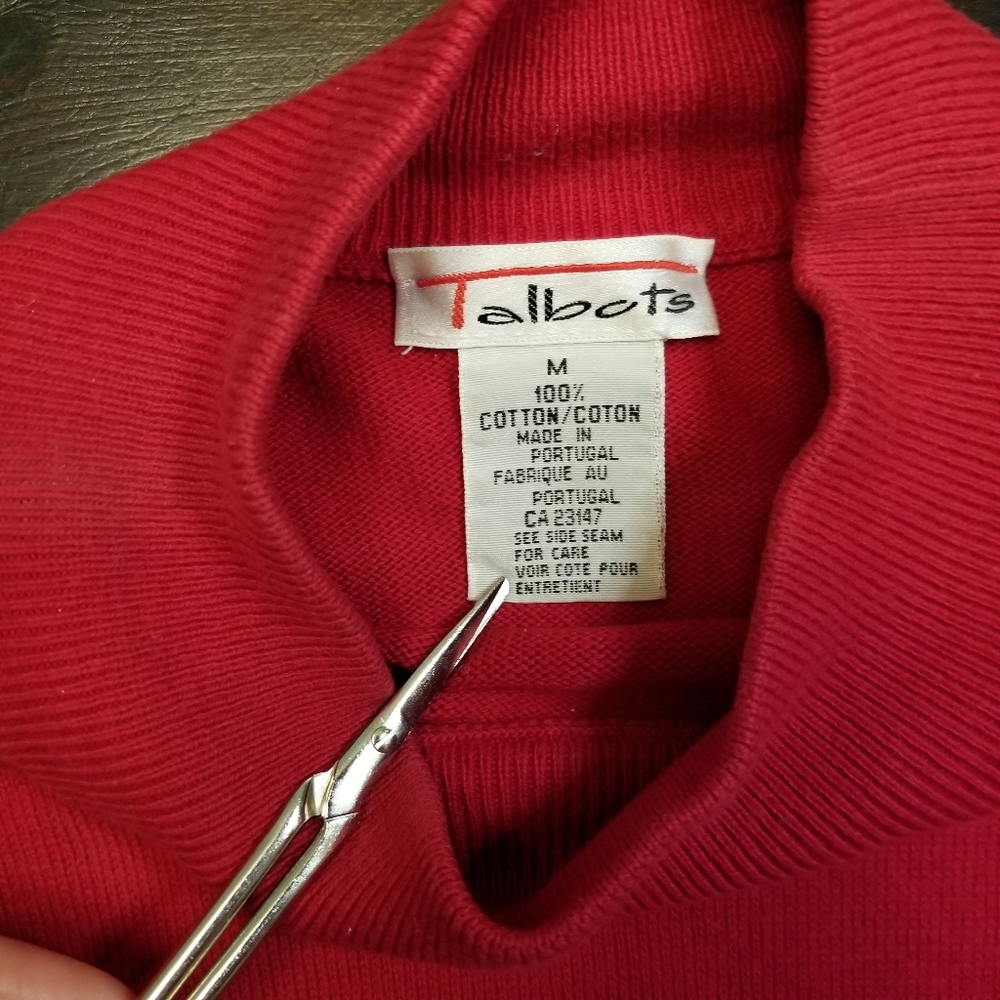 Talbots
M
100%
COTTON/COTON
MADE IN
PORTUGAL
FABRIQUE AU
PORTUGAL
CA 23147
SEE SIDE SEAM
FOR CARE
VOIR COTE POUR
ENTRETIENT